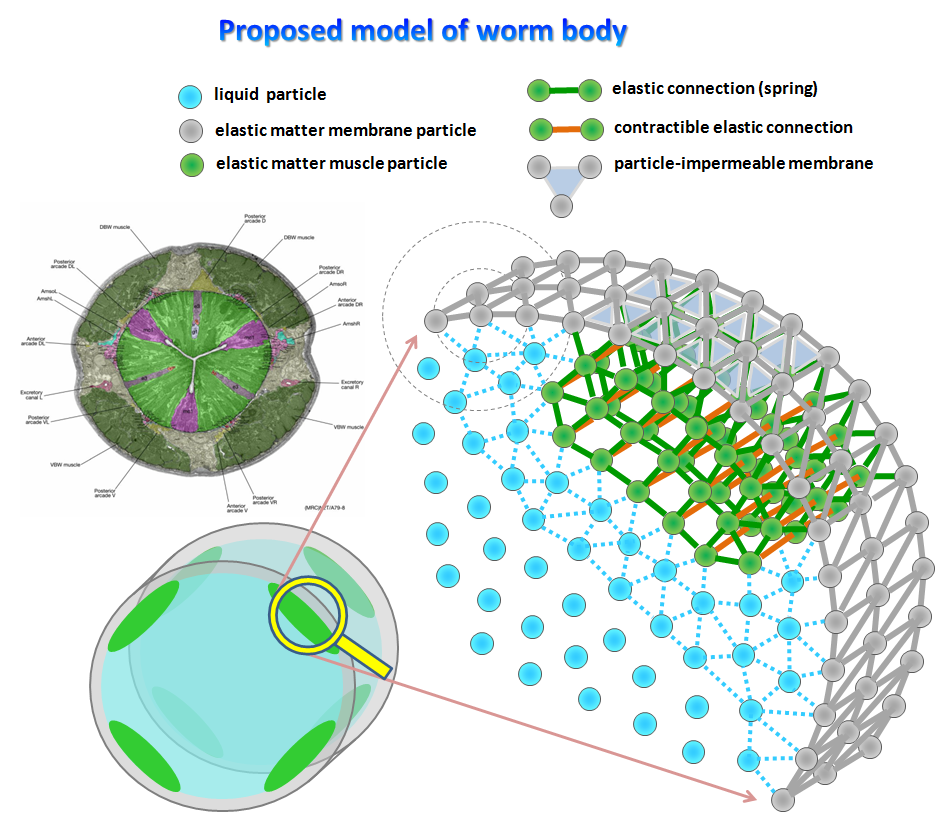 Proposed model of worm body
liquid particle
elastic matter membrane particle
elastic matter muscle particle
elastic connection (spring)
contractible elastic connection
particle-impermeable membrane
Posterior
arcade D
DBW muscle
DBW muscle
Posterior
arcade DL
Posterior
arcade DR
AmsoL
AmshL
AmsoR
Anterior
arcade DR
AmshR
Anterior
arcade DL
Excretory
canal L
Excretory
canal R
Posterior
arcade VL
VBW muscle
VBW muscle
Posterior
arcade V
Anterior
arcade V
Posterior
arcade VR